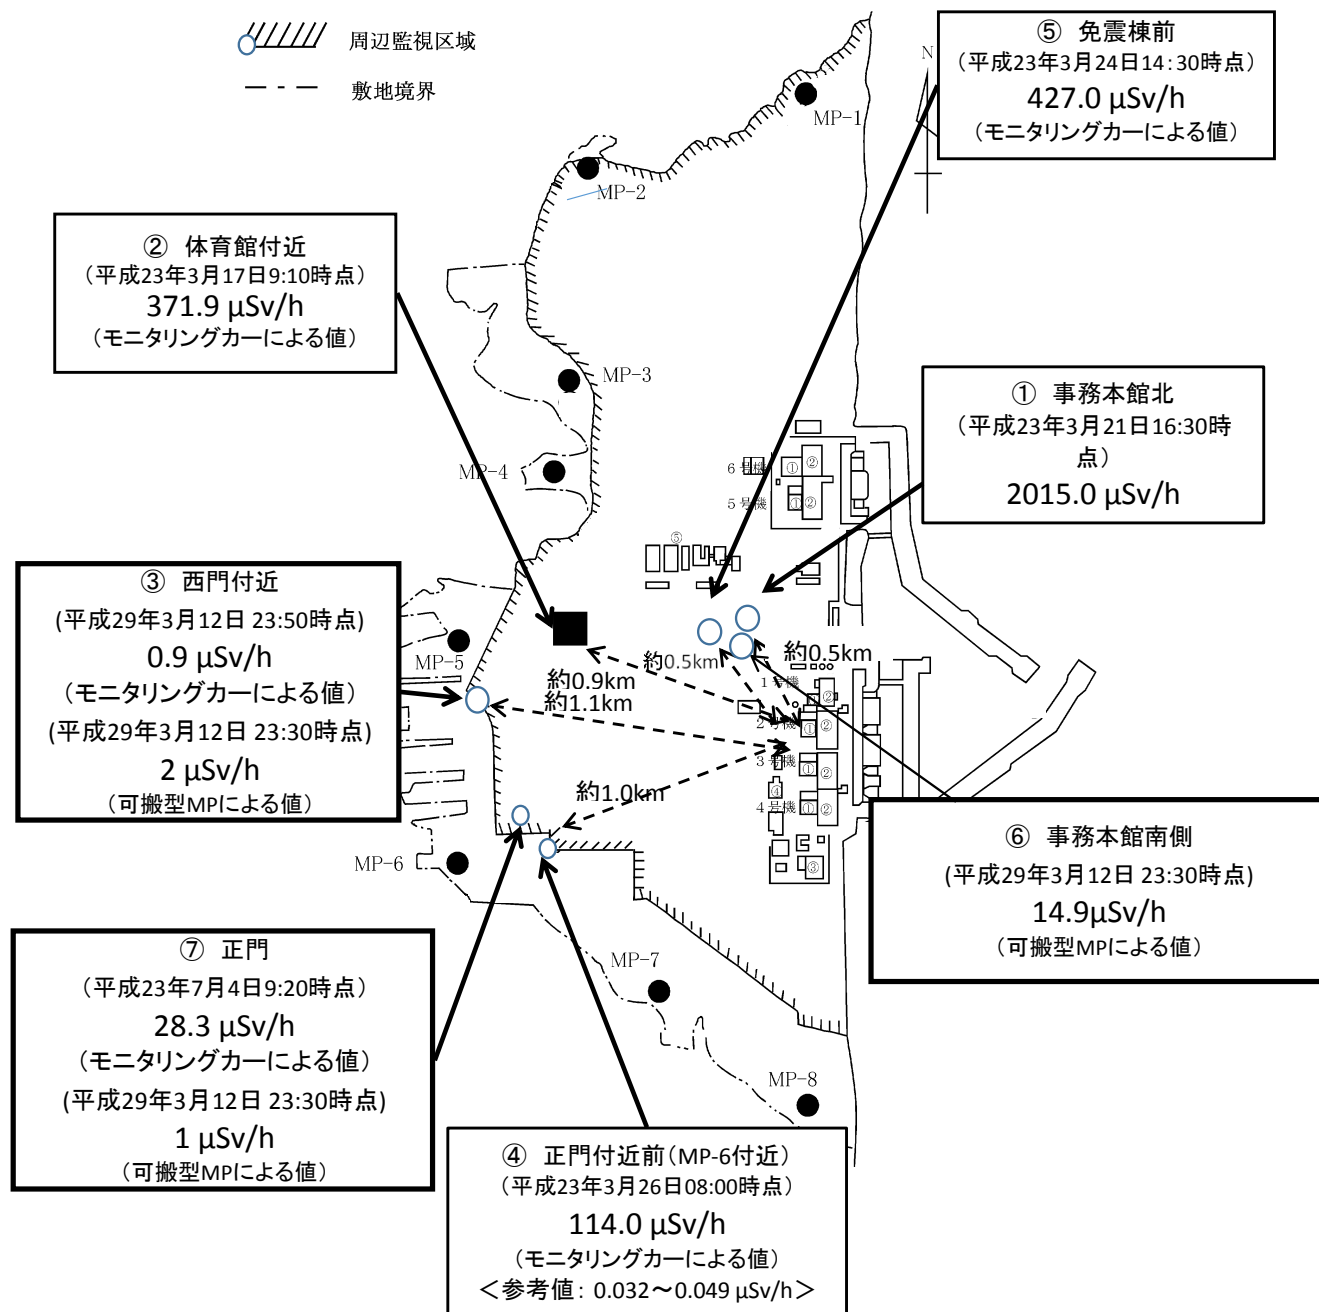 周辺監視区域
敷地境界
⑤ 免震棟前
（平成23年3月24日14:30時点）
427.0 μSv/h
（モニタリングカーによる値）
N
MP-1
MP-2
② 体育館付近
（平成23年3月17日9:10時点）
371.9 μSv/h
（モニタリングカーによる値）
MP-3
① 事務本館北
（平成23年3月21日16:30時
点）
2015.0 μSv/h
MP-4
6号機
①
②
5号機
①
②
⑤
③ 西門付近
(平成29年3月12日 23:50時点)
0.9 μSv/h
（モニタリングカーによる値）
(平成29年3月12日 23:30時点)
2 μSv/h
（可搬型MPによる値）
MP-5
約0.5km
約0.5km
約0.9km
約1.1km
1号機
②
2号機
①
②
3号機
①
②
④
4号機
①
②
③
約1.0km
MP-6
⑥ 事務本館南側
(平成29年3月12日 23:30時点)
14.9μSv/h
（可搬型MPによる値）
⑦ 正門
（平成23年7月4日9:20時点）
28.3 μSv/h
（モニタリングカーによる値）
(平成29年3月12日 23:30時点)
1 μSv/h
（可搬型MPによる値）
MP-7
MP-8
④ 正門付近前（MP-6付近）
（平成23年3月26日08:00時点）
114.0 μSv/h
（モニタリングカーによる値）
＜参考値：0.032～0.049 μSv/h＞